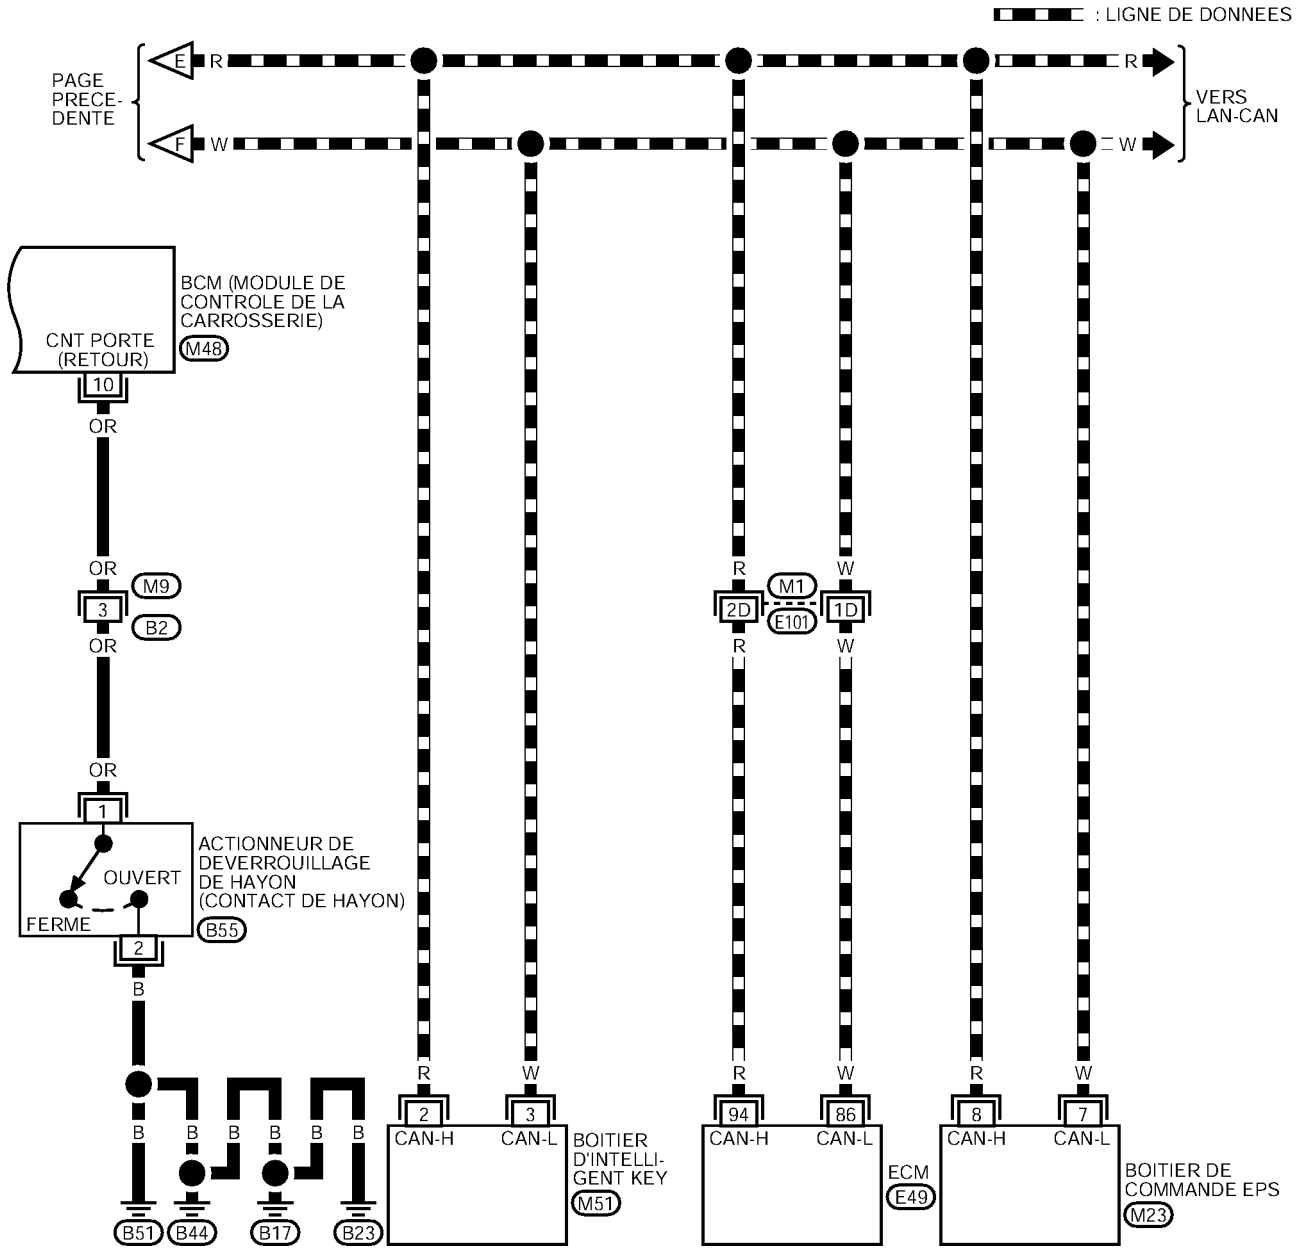 : LIGNE DE DONNEES
E R R
PAGE
PRECE-
DENTE
VERS
LAN-CAN
F W W
BCM (MODULE DE
CONTROLE DE LA
CARROSSERIE)
M48
CNT PORTE
(RETOUR)
10
OR
OR
M9
3
B2
OR
R W
M1
2D 1D
E101
R W
OR
1
ACTIONNEUR DE
DEVERROUILLAGE
DE HAYON
(CONTACT DE HAYON)
B55
OUVERT
FERME
2
B
B B B B B
B51 B44 B17 B23
R W R W R W
2 3 94 86 8 7
CAN-H CAN-L CAN-H CAN-L CAN-H CAN-L
BOITIER
D'INTELLI-
GENT KEY
M51
ECM
E49
BOITIER DE
COMMANDE EPS
M23